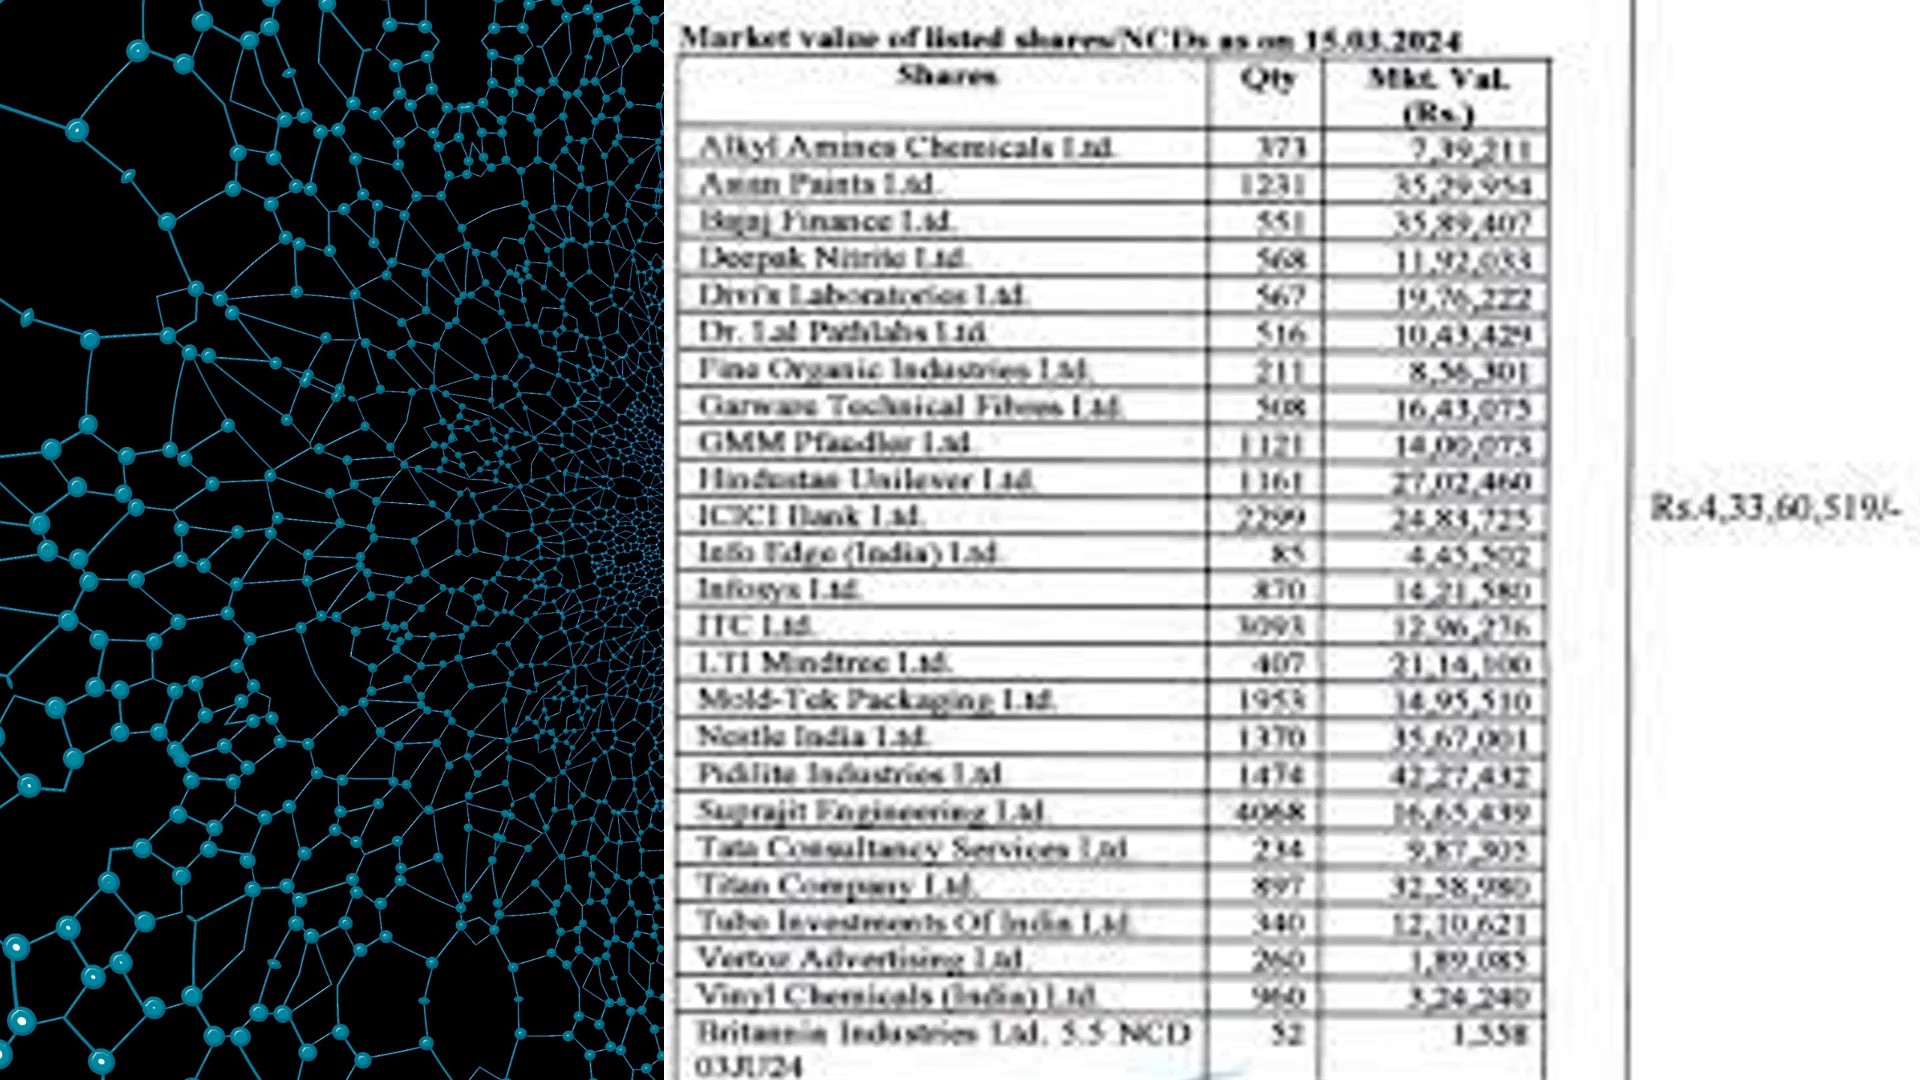 Market value of listed shares/NCDs as on 15.03.2024
Shares Qty Mkt. Val. (Rs.)
Alkyl Amines Chemicals Ltd. 373 7,39,211
Asian Paints Ltd. 1231 35,29,954
Bajaj Finance Ltd. 551 35,89,407
Deepak Nitrite Ltd. 568 11,92,033
Divi's Laboratories Ltd. 567 19,76,222
Dr. Lal Pathlabs Ltd. 516 10,43,429
Fine Organic Industries Ltd. 211 8,56,301
Garware Technical Fibres Ltd. 508 16,43,075
GMM Pfaudler Ltd. 1121 14,00,073
Hindustan Unilever Ltd. 1161 27,02,460
ICICI Bank Ltd. 2299 24,83,725
Info Edge (India) Ltd. 85 4,45,502
Infosys Ltd. 870 14,21,580
ITC Ltd. 3093 12,96,276
LTI Mindtree Ltd. 407 21,14,100
Mold-Tek Packaging Ltd. 1953 14,95,510
Nestle India Ltd. 1370 35,67,001
Pidilite Industries Ltd. 1474 42,27,432
Suprajit Engineering Ltd. 4068 16,65,439
Tata Consultancy Services Ltd. 234 9,87,305
Titan Company Ltd. 897 32,58,980
Tube Investments Of India Ltd. 340 12,10,621
Vertoz Advertising Ltd. 260 1,89,085
Vinyl Chemicals (India) Ltd. 960 3,24,240
Britannia Industries Ltd. 5.5 NCD 52 1,558
03JU24
Rs.4,33,60,519/-